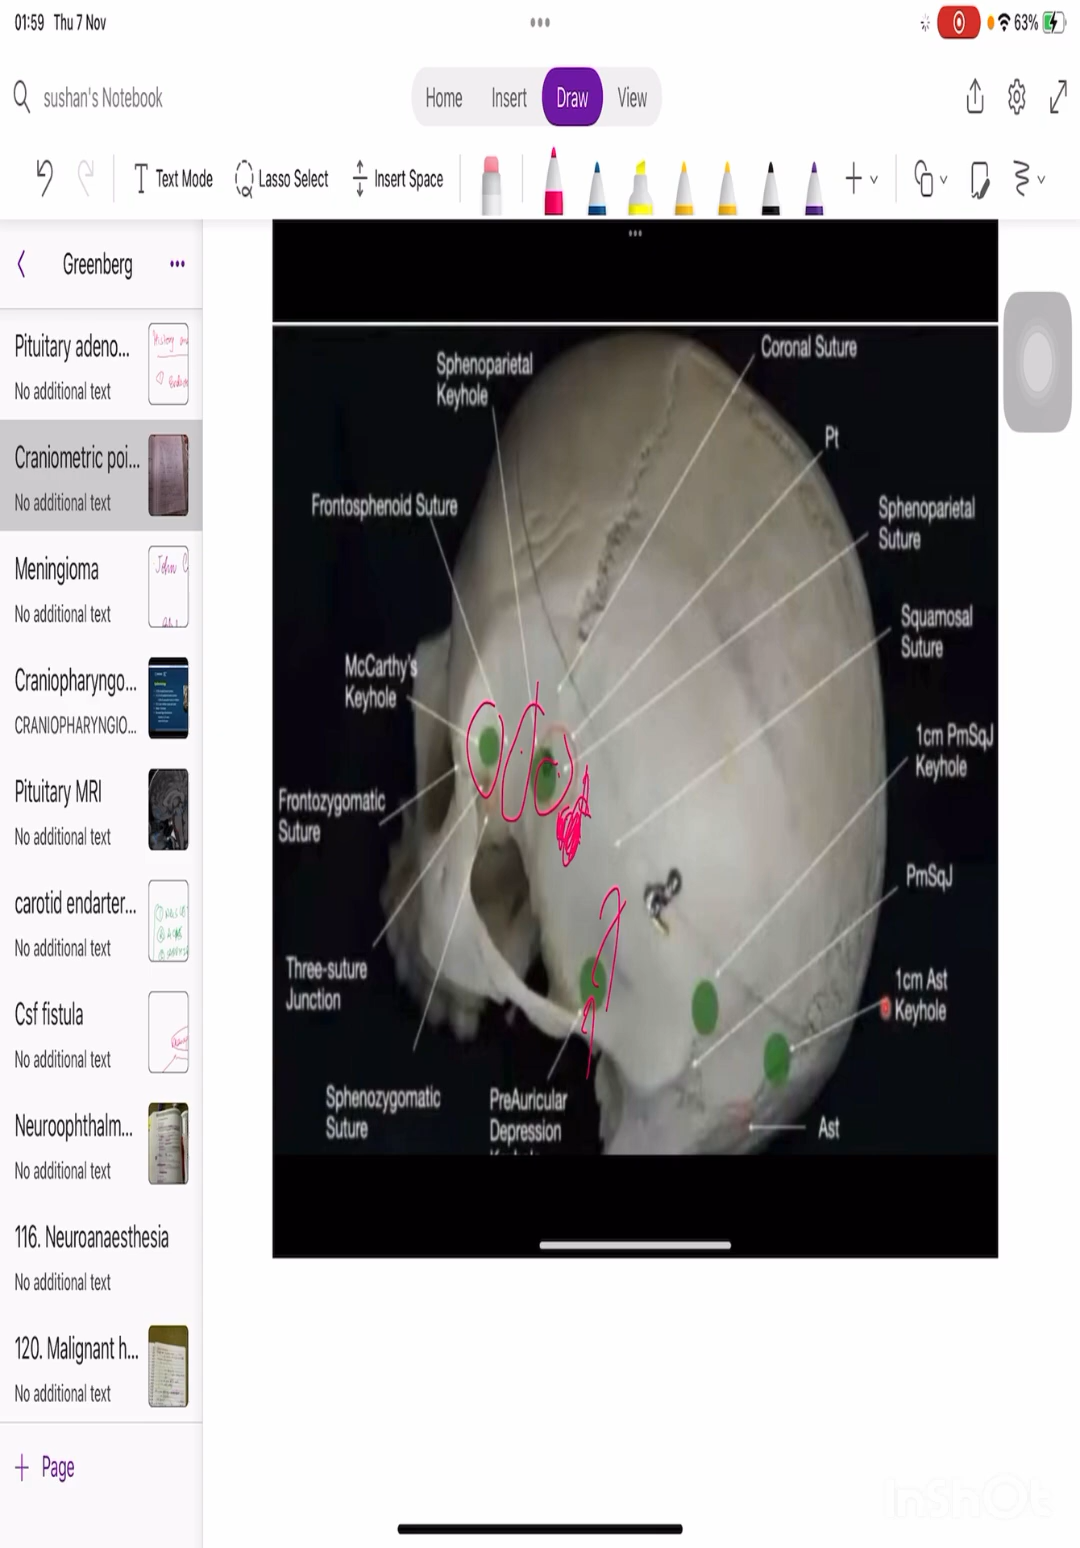 01:59 Thu 7 Nov
63%
sushan's Notebook
Home
Insert
Draw
View
Text Mode
Lasso Select
Insert Space
Greenberg
Pituitary adeno...
No additional text
Craniometric poi...
No additional text
Meningioma
No additional text
Craniopharyngo...
CRANIOPHARYNGIO...
Pituitary MRI
No additional text
carotid endarter...
No additional text
Csf fistula
No additional text
Neuroophthalm...
No additional text
116. Neuroanaesthesia
No additional text
120. Malignant h...
No additional text
Page
Coronal Suture
Sphenoparietal
Keyhole
Pt
Frontosphenoid Suture
Sphenoparietal
Suture
Squamosal
Suture
McCarthy's
Keyhole
1cm PmSqJ
Keyhole
Frontozygomatic
Suture
PmSqJ
Three-suture
Junction
1cm Ast
Keyhole
Sphenozygomatic
Suture
PreAuricular
Depression
Ast
InShOt